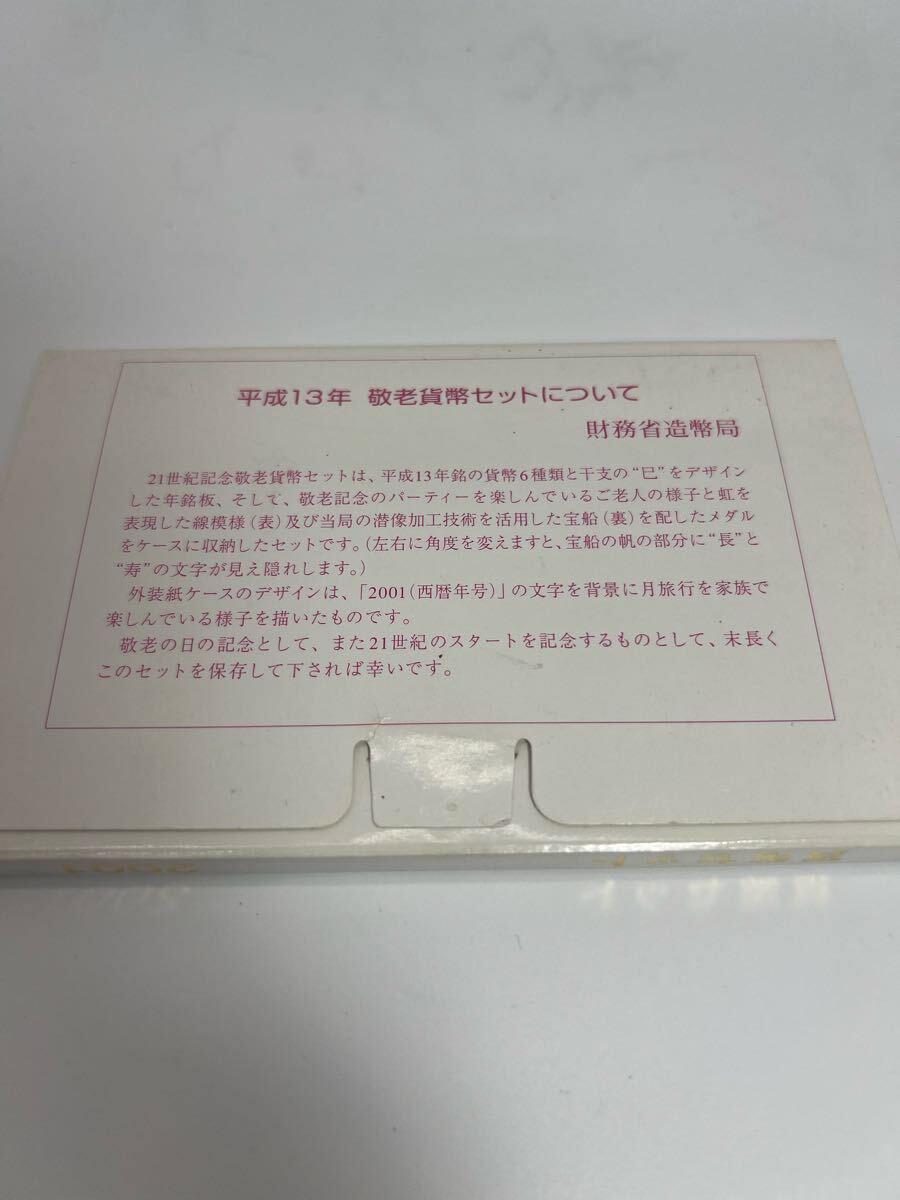 平成13年 敬老貨幣セットについて
財務省造幣局
21世紀記念敬老貨幣セットは、平成13年銘の貨幣6種類と干支の“巳”をデザイン
した年銘板、そして、敬老記念のパーティーを楽しんでいるご老人の様子と虹を
表現した線模様(表)及び当局の潜像加工技術を活用した宝船(裏)を配したメダル
をケースに収納したセットです。(左右に角度を変えますと、宝船の帆の部分に“長”と
“寿”の文字が見え隠れします。)
外装紙ケースのデザインは、「2001(西暦年号)」の文字を背景に月旅行を家族で
楽しんでいる様子を描いたものです。
敬老の日の記念として、また21世紀のスタートを記念するものとして、末長く
このセットを保存して下されば幸いです。
2001